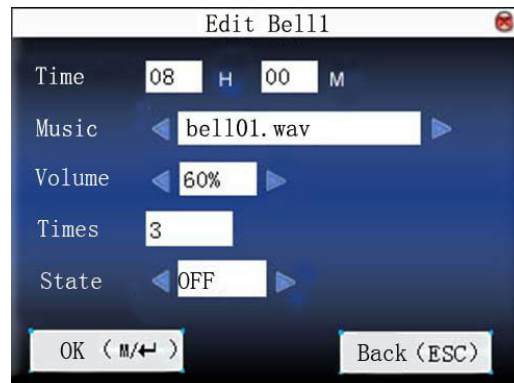 Edit Bell1
Time 08 H 00 M
Music bell01.wav
Volume 60%
Times 3
State OFF
OK (M/↵) Back(ESC)